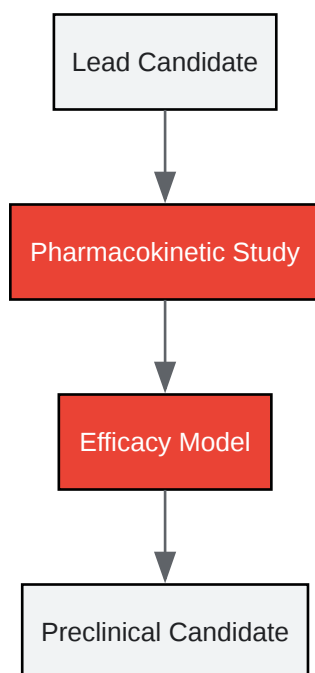 Lead Candidate
Pharmacokinetic Study
Efficacy Model
Preclinical Candidate